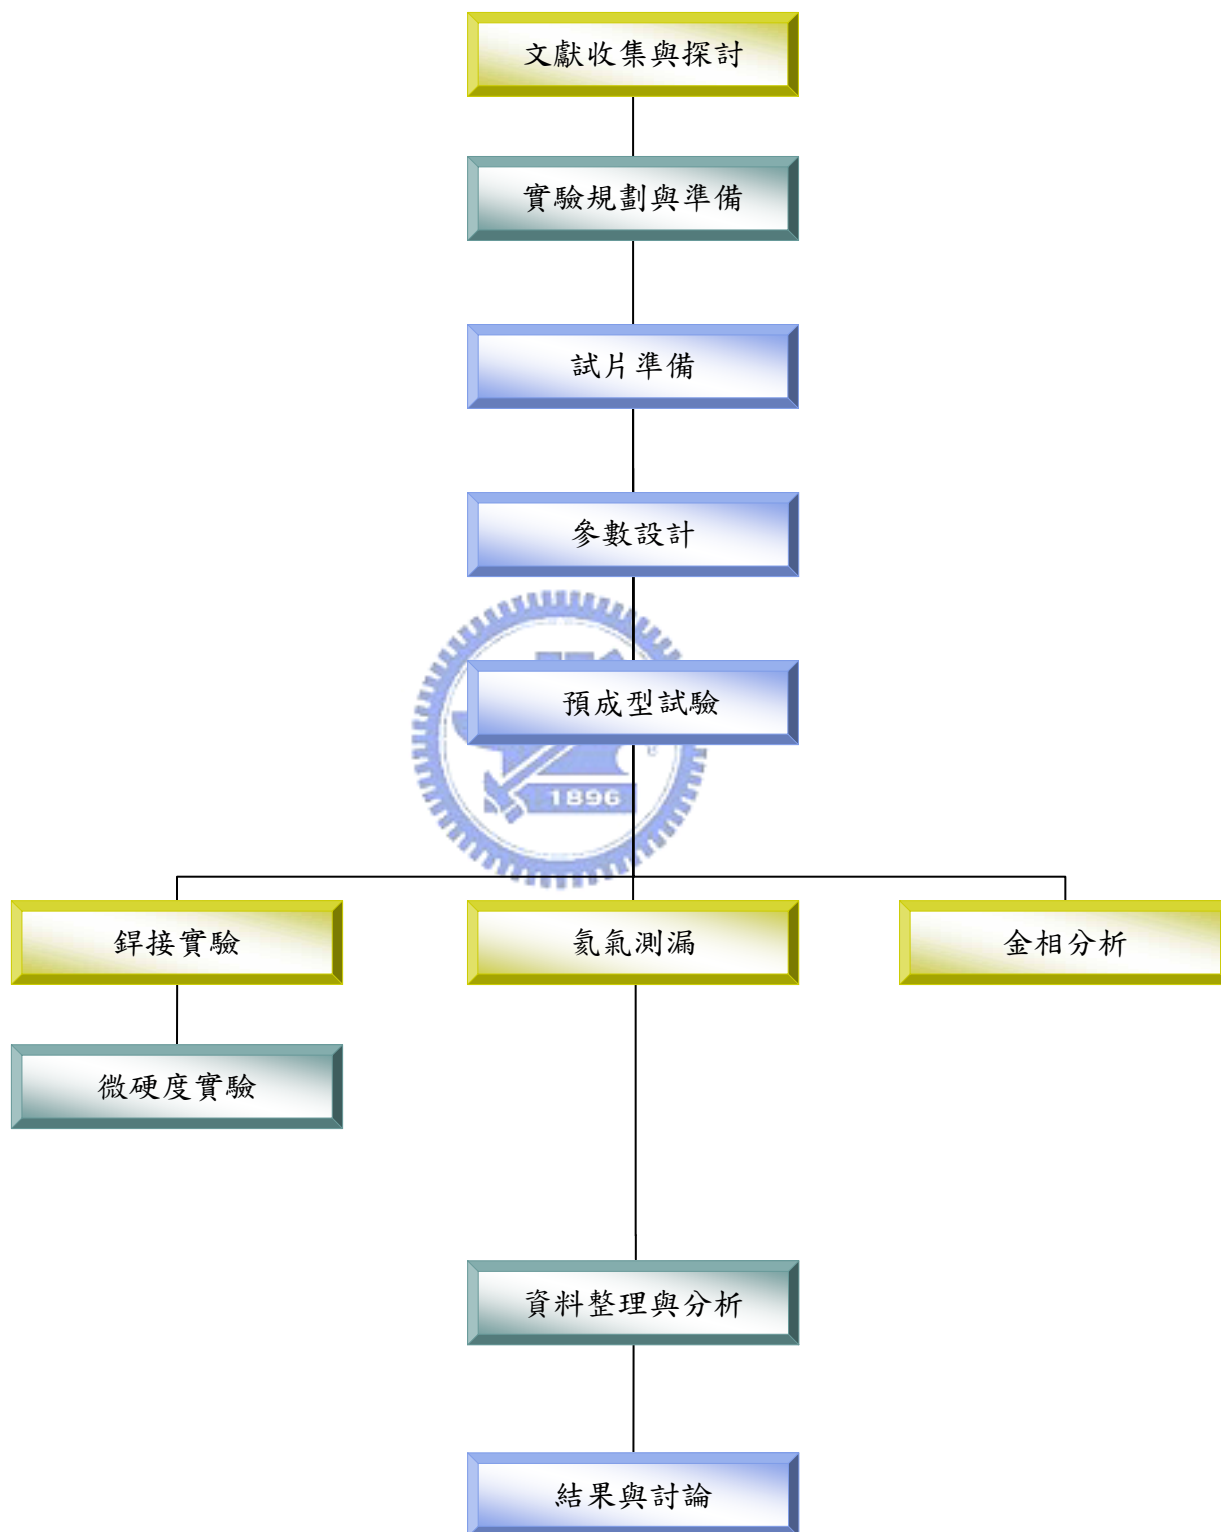 文獻收集與探討
實驗規劃與準備
試片準備
參數設計
預成型試驗
1896
銲接實驗
氦氣測漏
金相分析
微硬度實驗
資料整理與分析
結果與討論